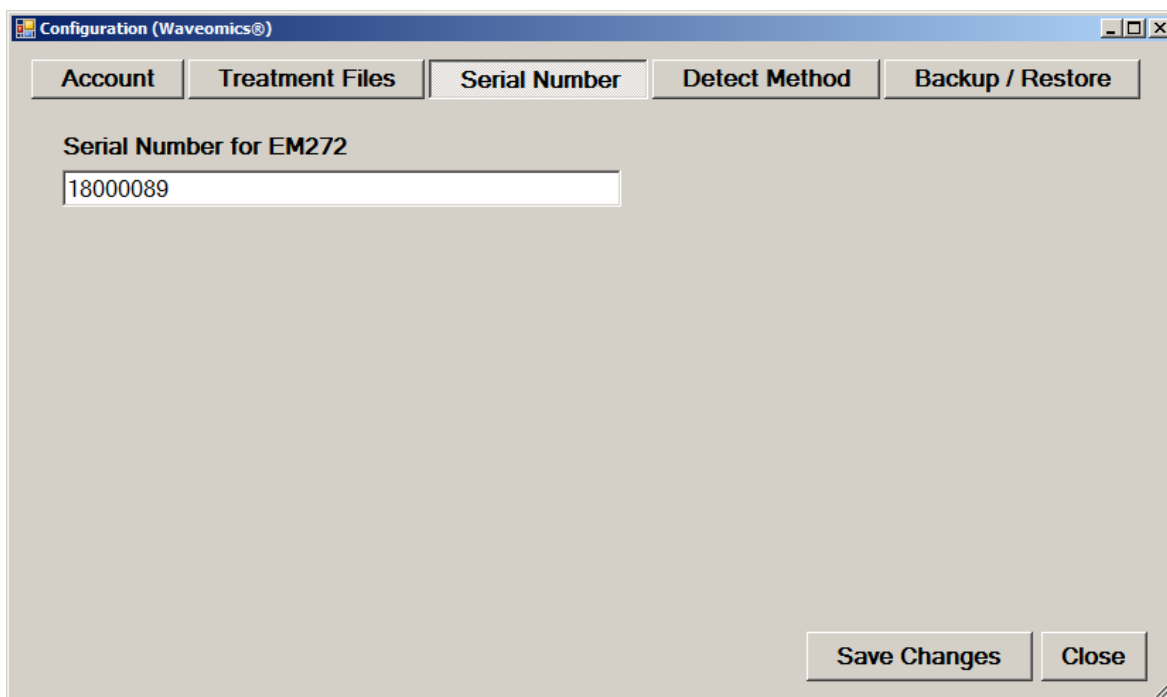 Configuration (Waveomics®)
Account Treatment Files Serial Number Detect Method Backup / Restore
Serial Number for EM272
18000089
Save Changes Close